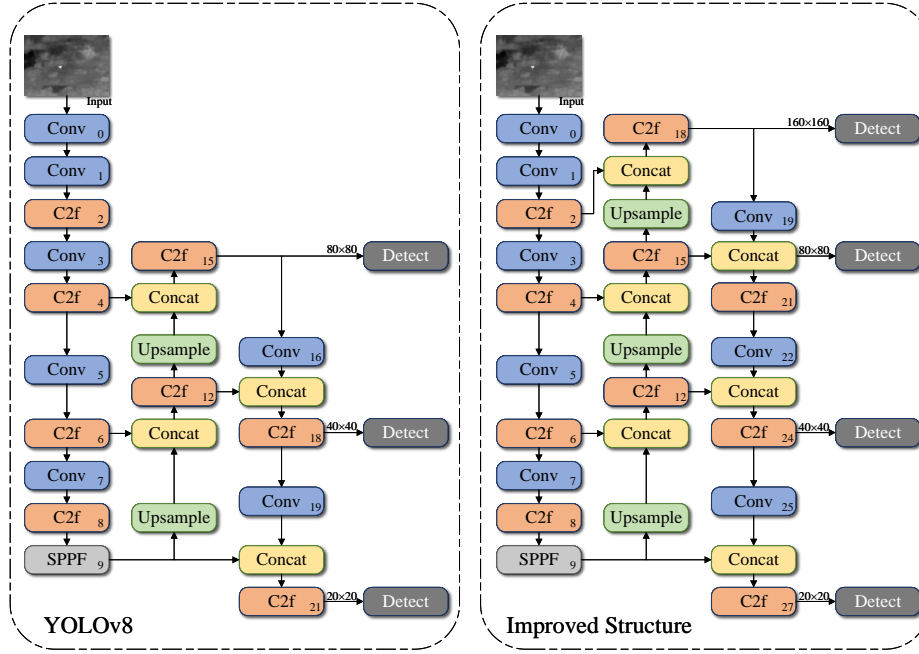 Input
Conv 0
Conv 1
C2f 2
Conv 3
C2f 15
80×80
Detect
C2f 4
Concat
Upsample
Conv 16
Conv 5
C2f 12
Concat
C2f 6
Concat
C2f 18
40×40
Detect
Conv 7
C2f 8
Upsample
Conv 19
SPPF 9
Concat
C2f 21
20×20
Detect
YOLOv8
Input
Conv 0
C2f 18
160×160
Detect
Conv 1
Concat
C2f 2
Upsample
Conv 19
Conv 3
C2f 15
Concat
80×80
Detect
C2f 4
Concat
C2f 21
Upsample
Conv 22
Conv 5
C2f 12
Concat
C2f 6
Concat
C2f 24
40×40
Detect
Conv 7
C2f 8
Upsample
Conv 25
SPPF 9
Concat
C2f 27
20×20
Detect
Improved Structure